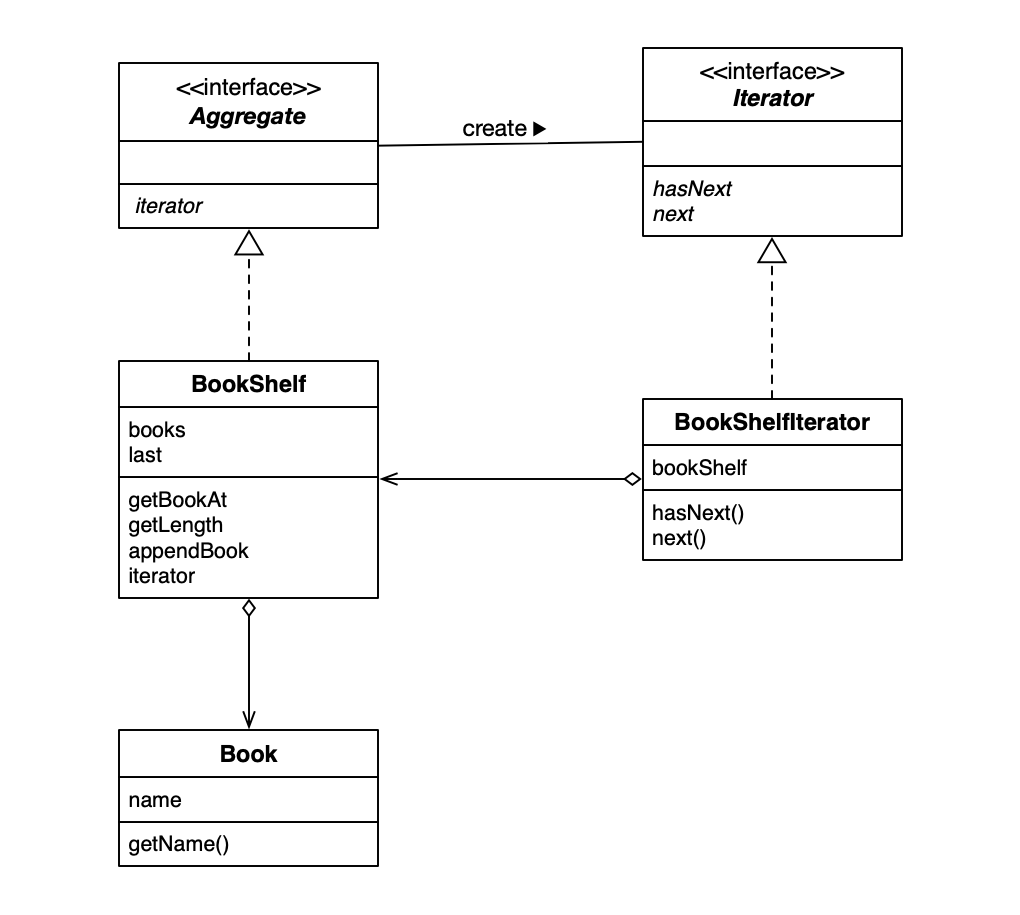 <<interface>>
Aggregate
iterator
create ▶
<<interface>>
Iterator
hasNext
next
BookShelf
books
last
getBookAt
getLength
appendBook
iterator
BookShelfIterator
bookShelf
hasNext()
next()
Book
name
getName()